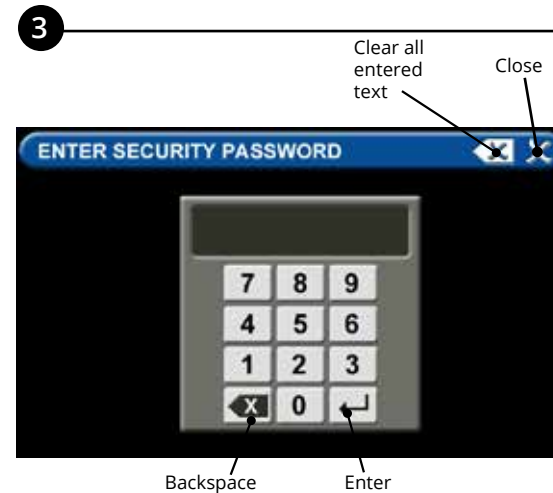 3
Clear all
entered
text
Close
ENTER SECURITY PASSWORD
7 8 9
4 5 6
1 2 3
X 0
Backspace Enter